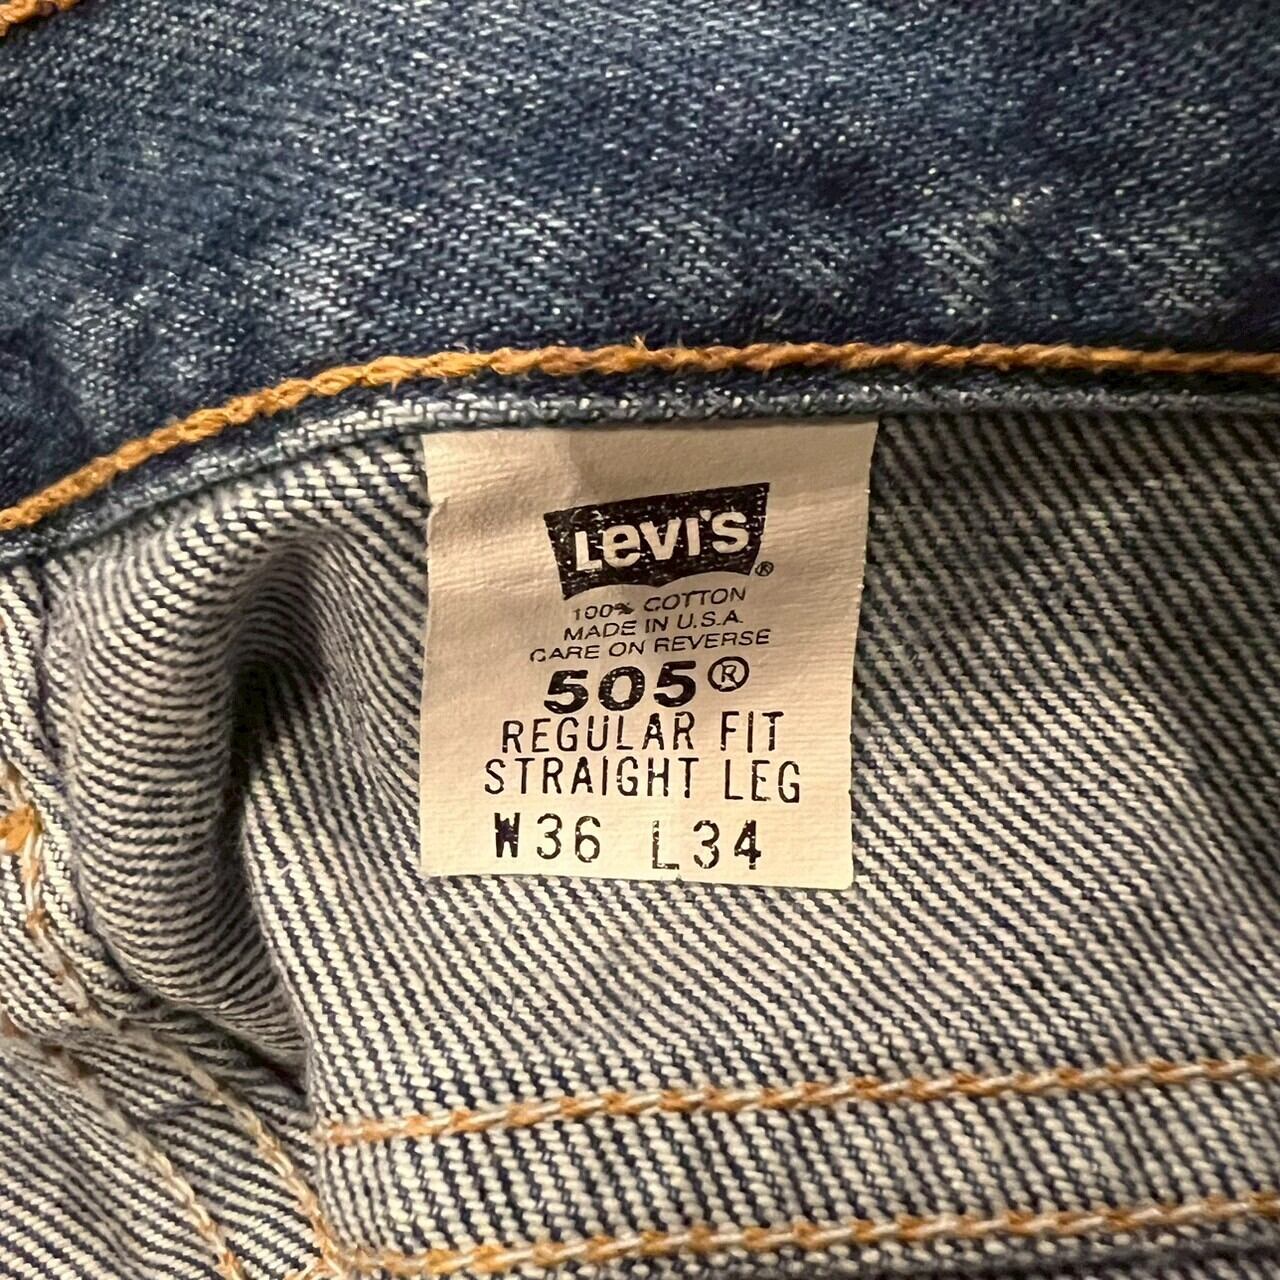 Levi's ®
100% COTTON
MADE IN U.S.A.
CARE ON REVERSE
505®
REGULAR FIT
STRAIGHT LEG
W36 L34